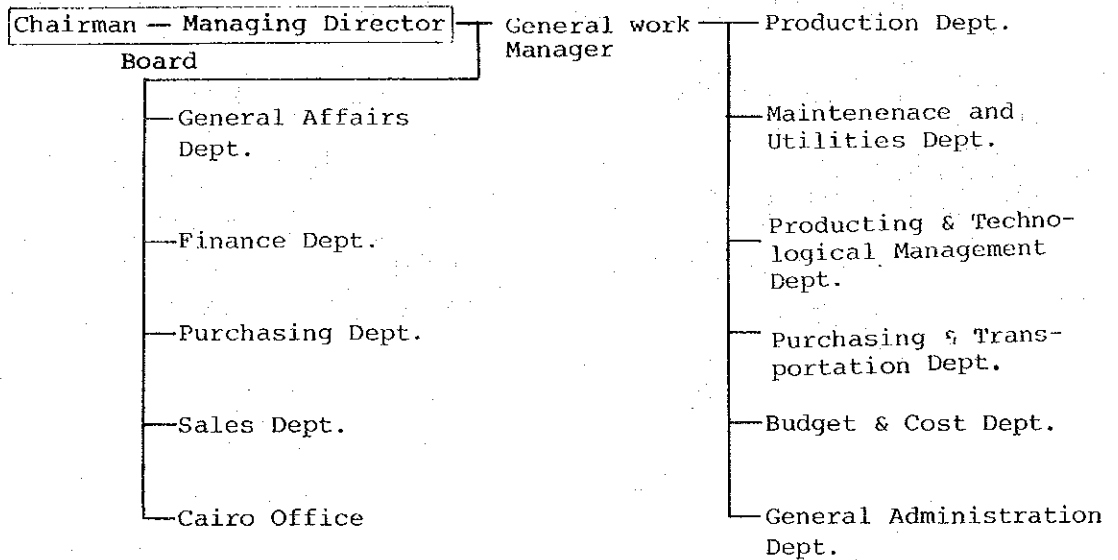 Chairman — Managing Director
Board
General Affairs
Dept.
Finance Dept.
Purchasing Dept.
Sales Dept.
Cairo Office
General work
Manager
Production Dept.
Maintenenace and
Utilities Dept.
Producting & Techno-
logical Management
Dept.
Purchasing & Trans-
portation Dept.
Budget & Cost Dept.
General Administration
Dept.